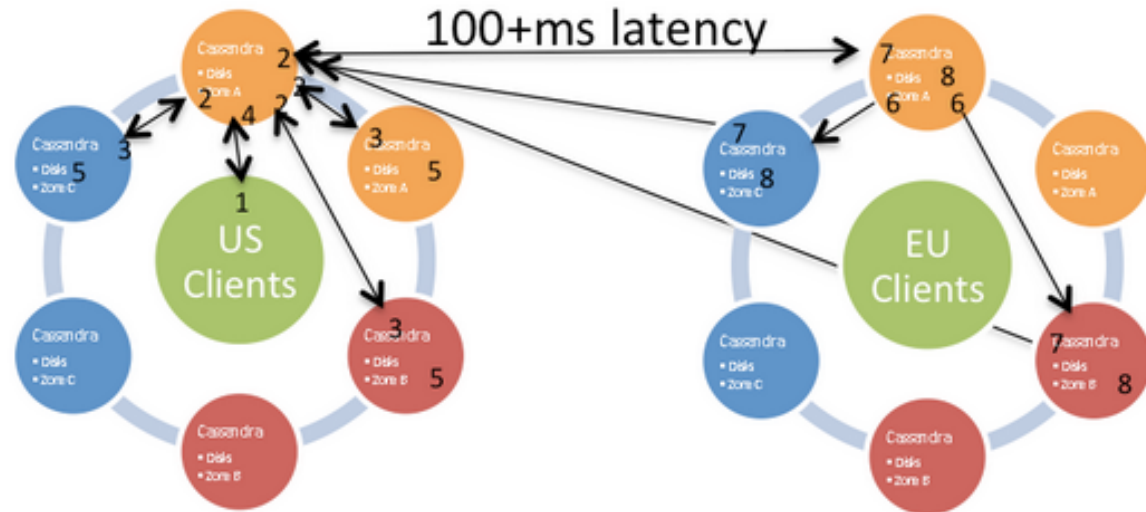 100+ms latency
Cassandra
• Disks
• Zone A
2
2
4
2
2
7
Cassandra
• Disks
• Zone A
8
6
6
Cassandra
• Disks
• Zone C
5
3
3
Cassandra
• Disks
• Zone A
5
7
Cassandra
• Disks
• Zone C
8
Cassandra
• Disks
• Zone A
1
US
Clients
EU
Clients
Cassandra
• Disks
• Zone C
3
Cassandra
• Disks
• Zone B
5
Cassandra
• Disks
• Zone C
7
Cassandra
• Disks
• Zone B
8
Cassandra
• Disks
• Zone B
Cassandra
• Disks
• Zone B